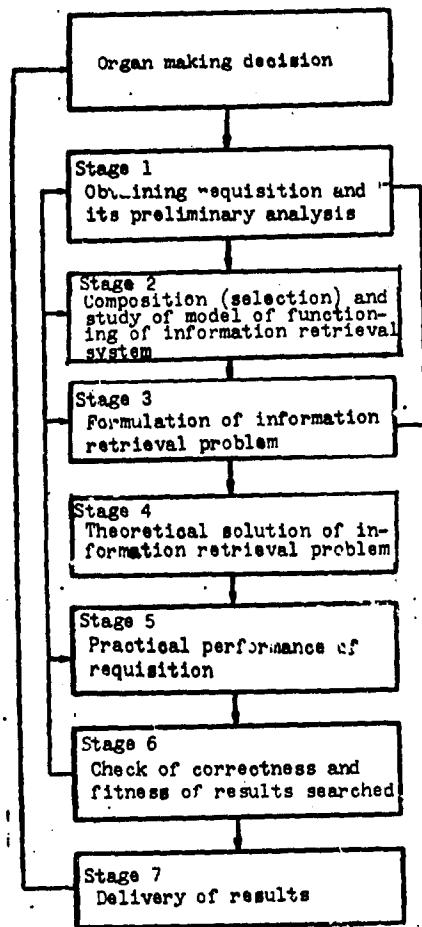 Organ making decision
Stage 1
Obtaining requisition and
its preliminary analysis
Stage 2
Composition (selection) and
study of model of function-
ing of information retrieval
system
Stage 3
Formulation of information
retrieval problem
Stage 4
Theoretical solution of in-
formation retrieval problem
Stage 5
Practical performance of
requisition
Stage 6
Check of correctness and
fitness of results searched
Stage 7
Delivery of results